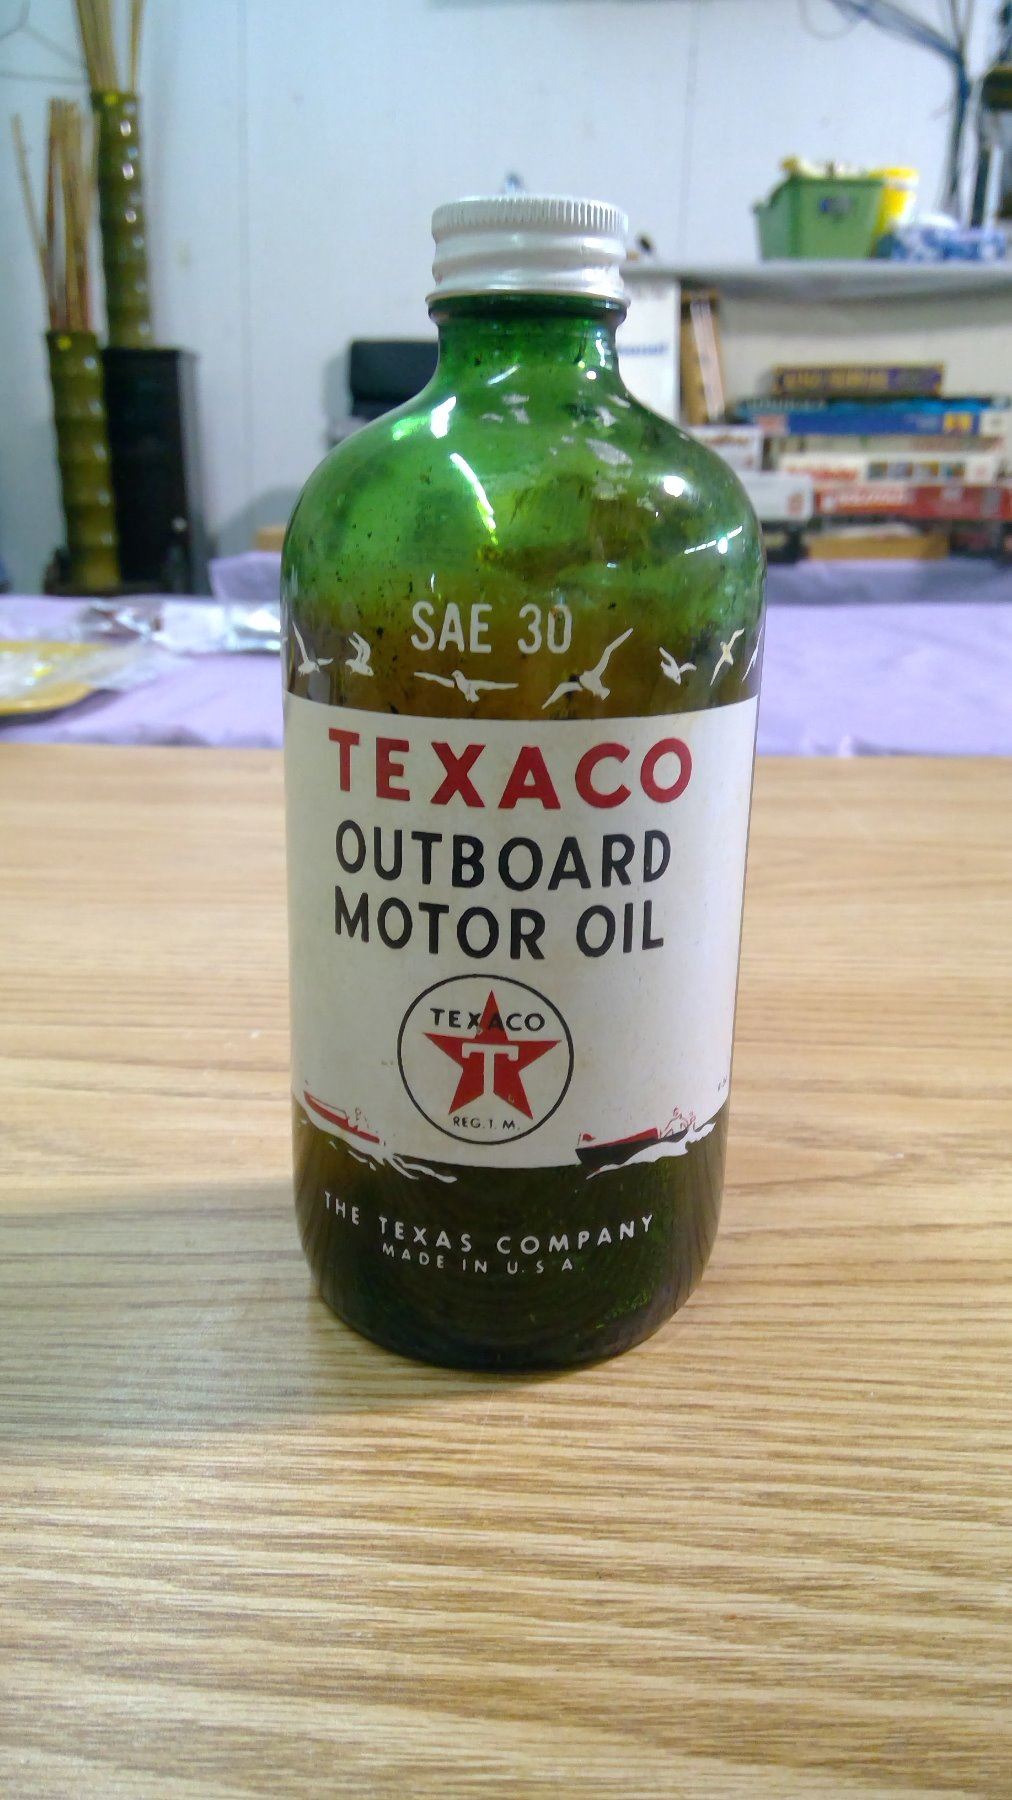 SAE 30
TEXACO
OUTBOARD
MOTOR OIL
TEXACO
T
REG. T. M.
THE TEXAS COMPANY
MADE IN U. S. A.